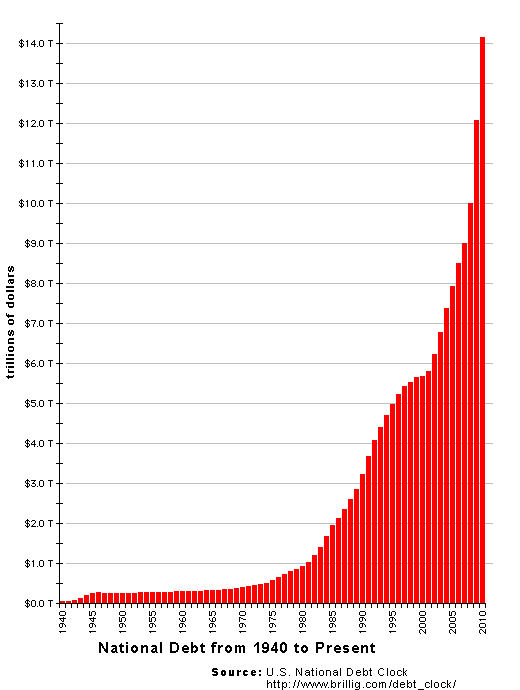 $14.0 T
$13.0 T
$12.0 T
$11.0 T
$10.0 T
$9.0 T
$8.0 T
$7.0 T
$6.0 T
$5.0 T
$4.0 T
$3.0 T
$2.0 T
$1.0 T
$0.0 T
trillions of dollars
1940
1945
1950
1955
1960
1965
1970
1975
1980
1985
1990
1995
2000
2005
2010
National Debt from 1940 to Present
Source: U.S. National Debt Clock
http://www.brillig.com/debt_clock/